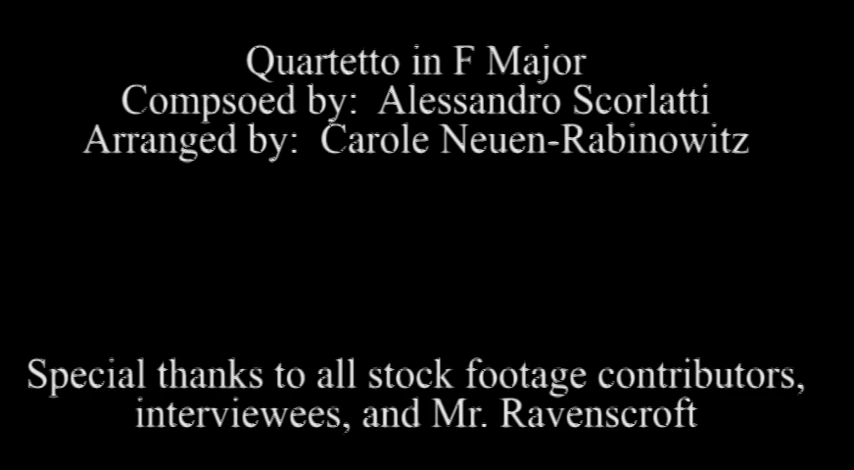 Quartetto in F Major
Compsoed by: Alessandro Scorlatti
Arranged by: Carole Neuen-Rabinowitz
Special thanks to all stock footage contributors,
interviewees, and Mr. Ravenscroft